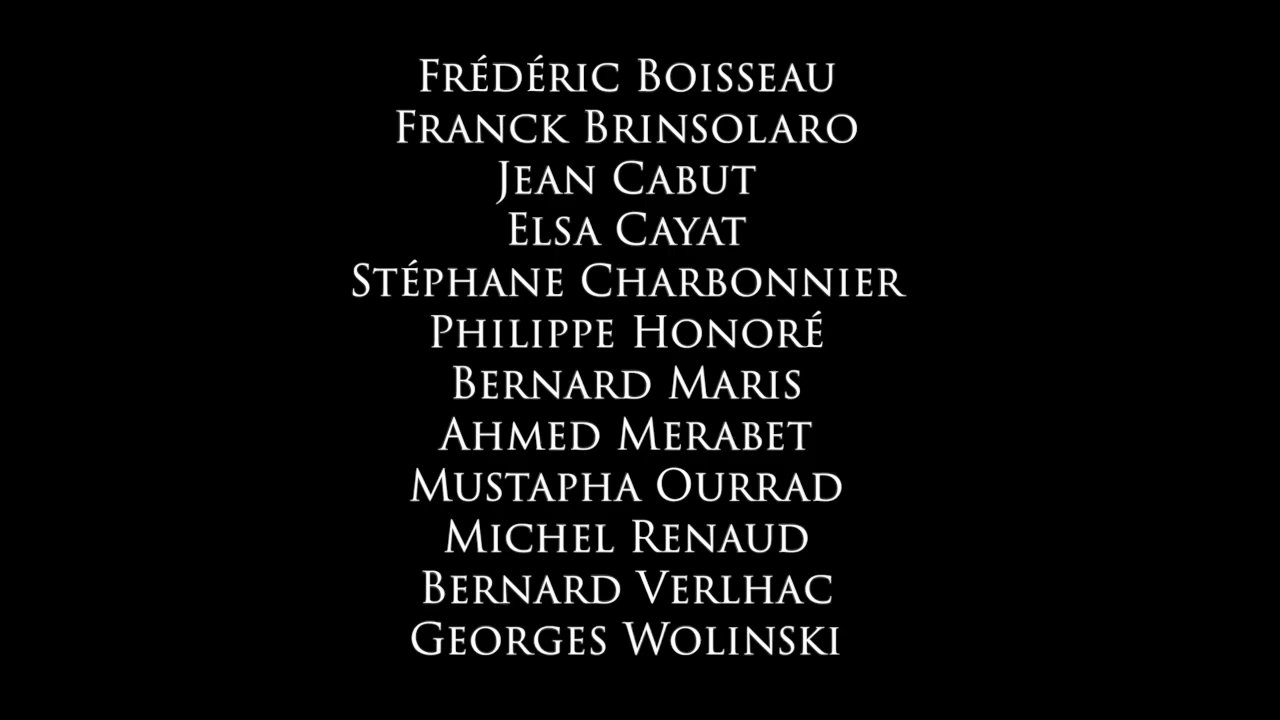 Frédéric Boisseau
Franck Brinsolaro
Jean Cabut
Elsa Cayat
Stéphane Charbonnier
Philippe Honoré
Bernard Maris
Ahmed Merabet
Mustapha Ourrad
Michel Renaud
Bernard Verlhac
Georges Wolinski